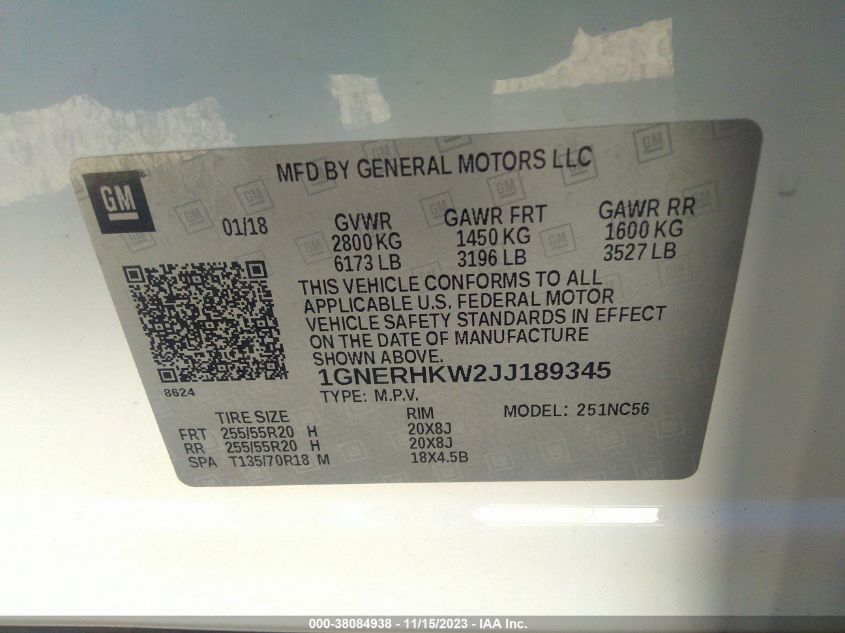 MFD BY GENERAL MOTORS LLC
GM
01/18
GVWR GAWR FRT GAWR RR
2800 KG 1450 KG 1600 KG
6173 LB 3196 LB 3527 LB
THIS VEHICLE CONFORMS TO ALL
APPLICABLE U.S. FEDERAL MOTOR
VEHICLE SAFETY STANDARDS IN EFFECT
ON THE DATE OF MANUFACTURE
SHOWN ABOVE.
8624
1GNERHKW2JJ189345
TYPE: M.P.V.
TIRE SIZE RIM MODEL: 251NC56
FRT 255/55R20 H 20X8J
RR 255/55R20 H 20X8J
SPA T135/70R18 M 18X4.5B
000-38084938 - 11/15/2023 - IAA Inc.